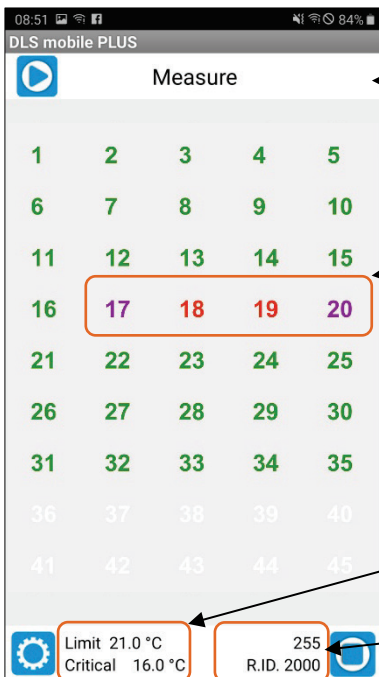 08:51 84%
DLS mobile PLUS
Measure
1 2 3 4 5
6 7 8 9 10
11 12 13 14 15
16 17 18 19 20
21 22 23 24 25
26 27 28 29 30
31 32 33 34 35
36 37 38 39 40
41 42 43 44 45
Limit 21.0 °C 255
Critical 16.0 °C R.ID. 2000